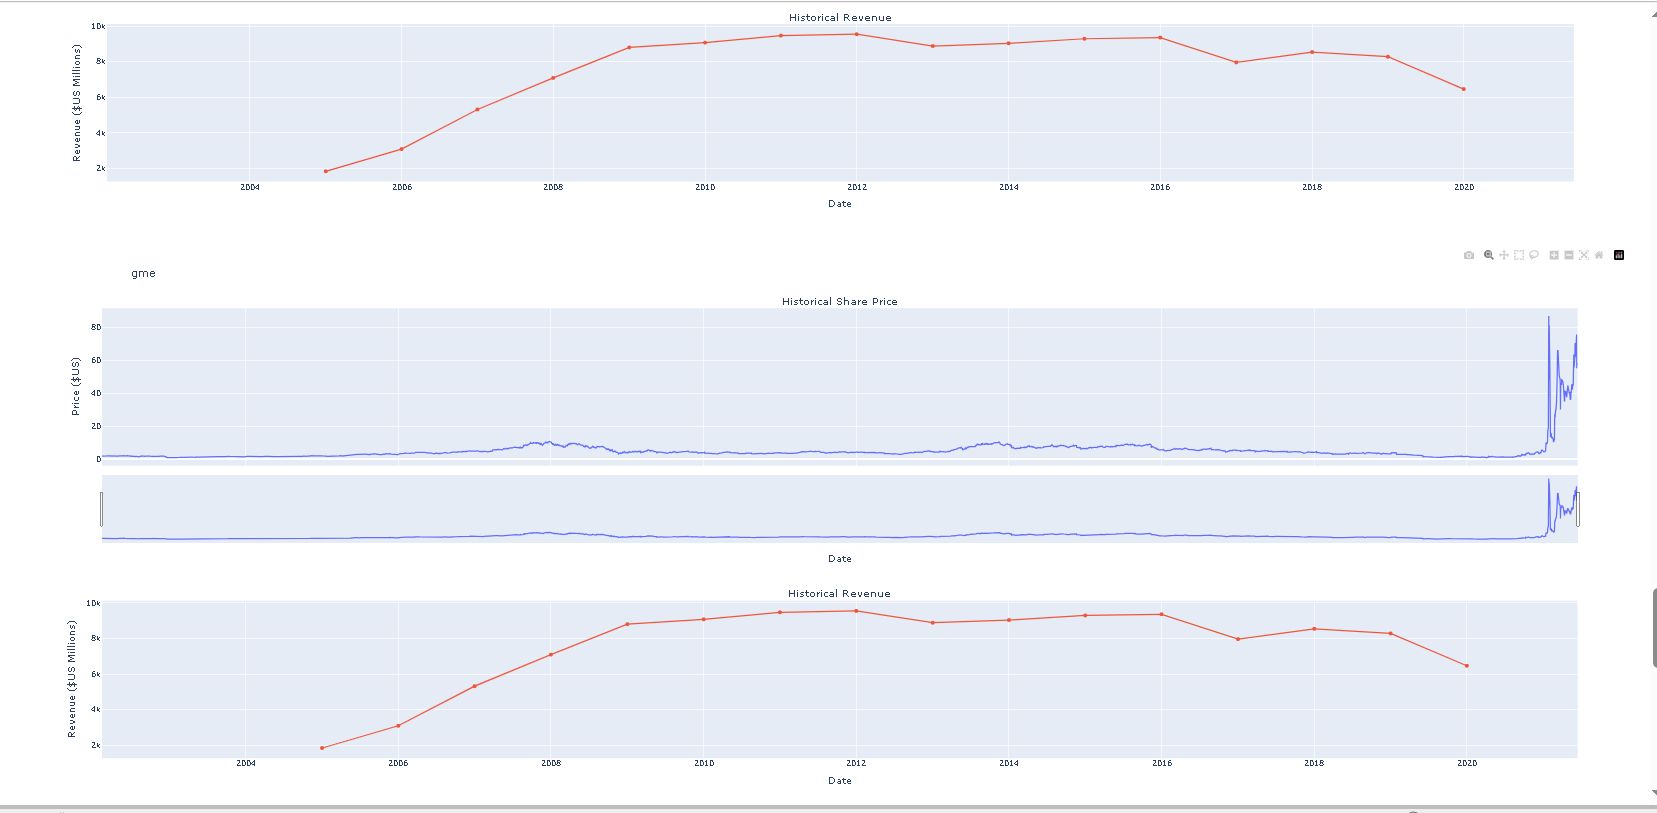 Historical Revenue
10k
8k
6k
4k
2k
Revenue ($US Millions)
2004 2006 2008 2010 2012 2014 2016 2018 2020
Date
gme
Historical Share Price
80
60
40
20
0
Price ($US)
Date
Historical Revenue
10k
8k
6k
4k
2k
Revenue ($US Millions)
2004 2006 2008 2010 2012 2014 2016 2018 2020
Date